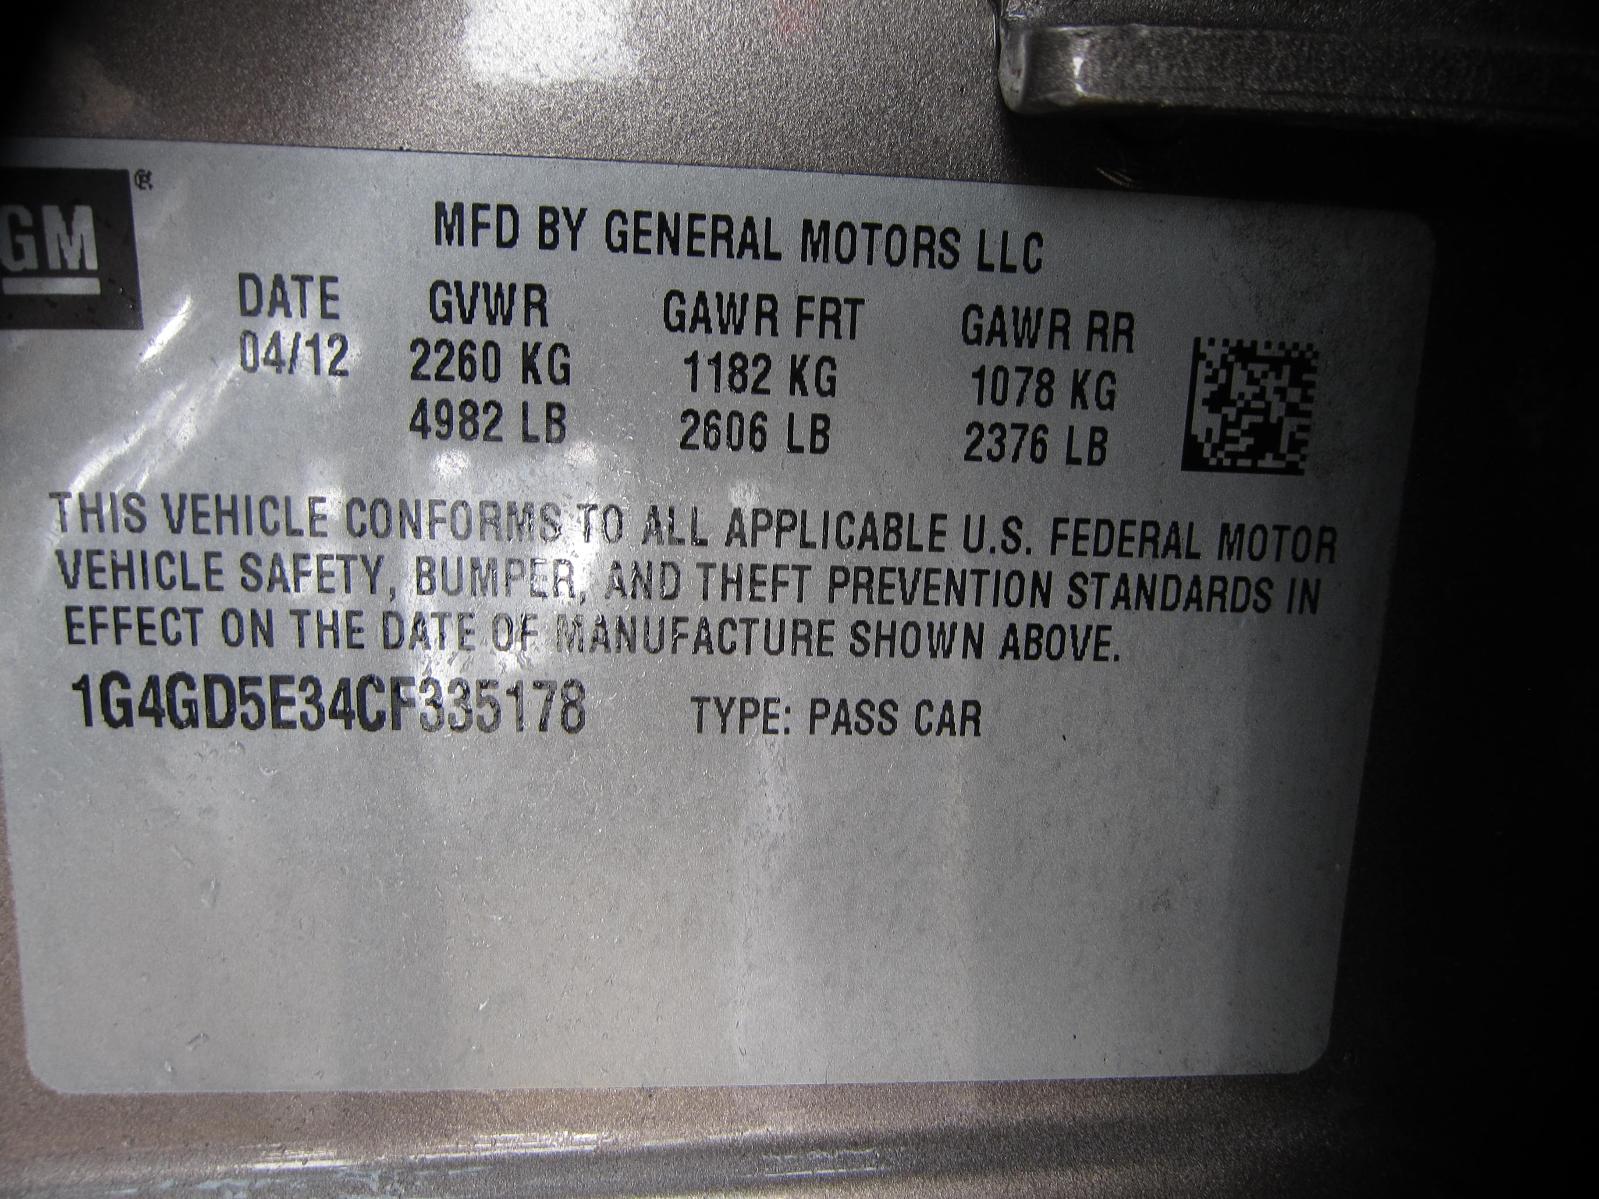 GM®
MFD BY GENERAL MOTORS LLC
DATE GVWR GAWR FRT GAWR RR
04/12 2260 KG 1182 KG 1078 KG
4982 LB 2606 LB 2376 LB
THIS VEHICLE CONFORMS TO ALL APPLICABLE U.S. FEDERAL MOTOR
VEHICLE SAFETY, BUMPER, AND THEFT PREVENTION STANDARDS IN
EFFECT ON THE DATE OF MANUFACTURE SHOWN ABOVE.
1G4GD5E34CF335178 TYPE: PASS CAR